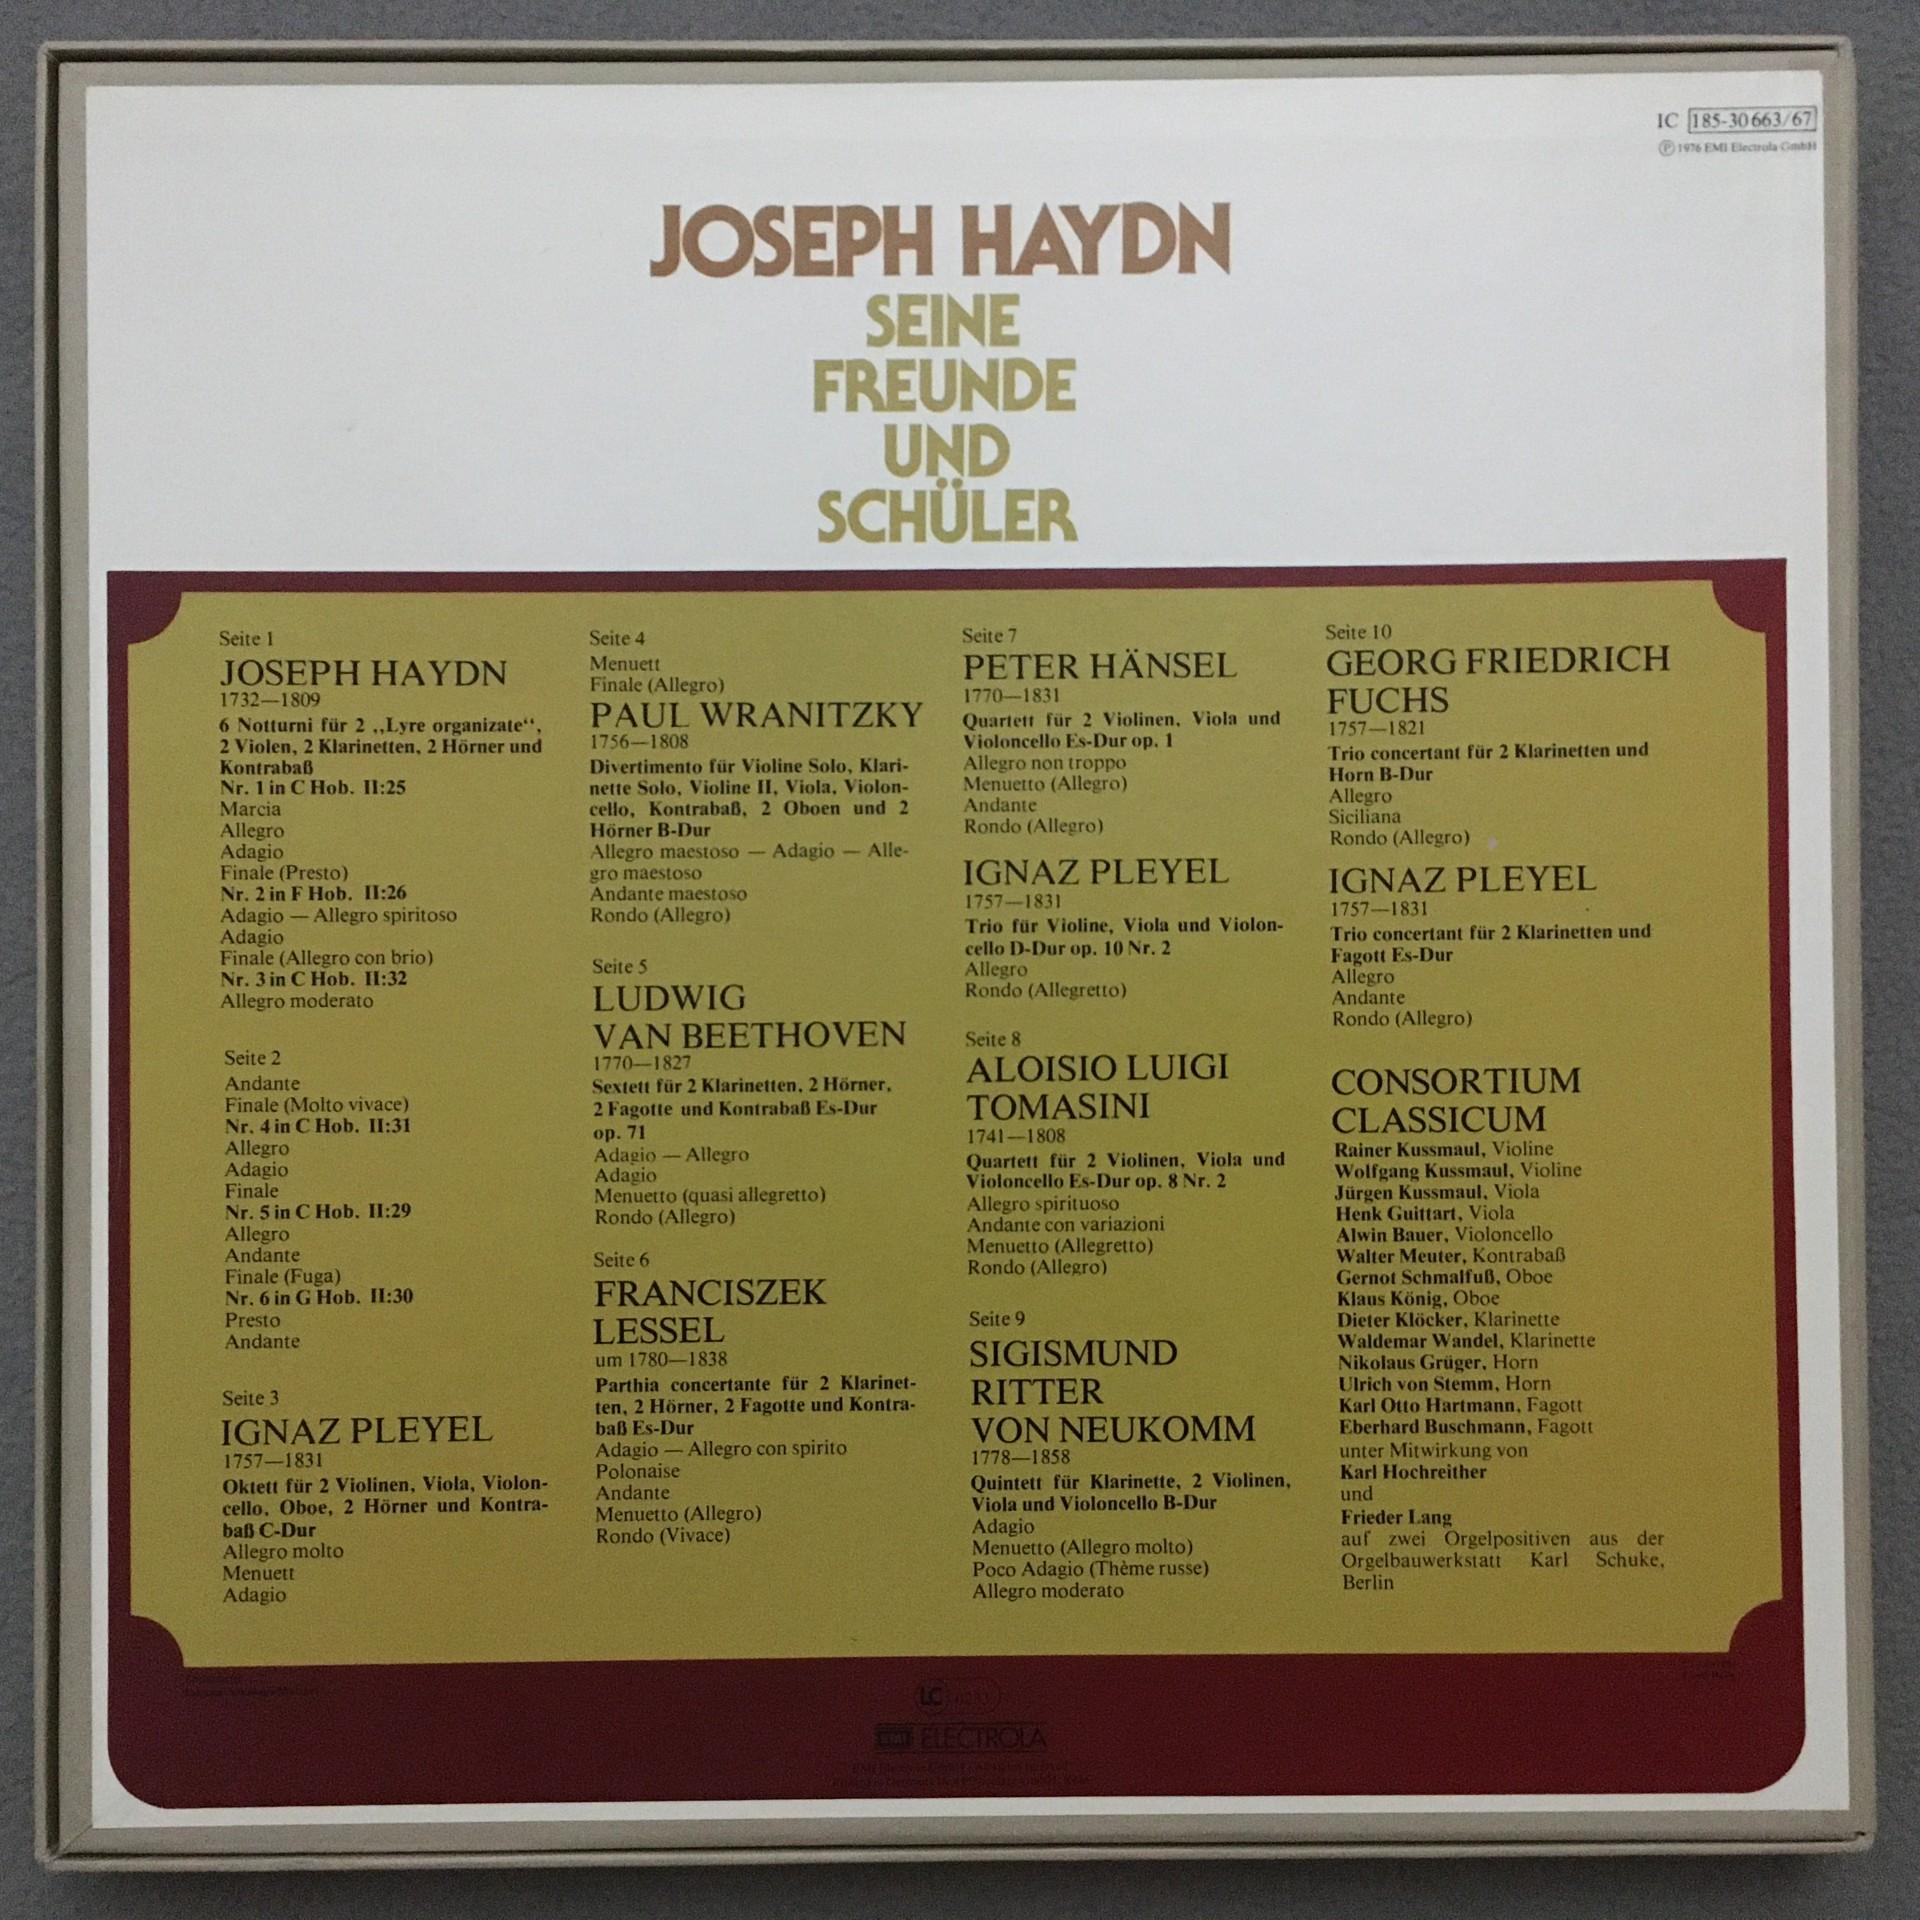 IC 185-30663/67
Ⓟ 1976 EMI Electrola GmbH
JOSEPH HAYDN
SEINE
FREUNDE
UND
SCHÜLER
Seite 1
JOSEPH HAYDN
1732—1809
6 Notturni für 2 „Lyre organizate“,
2 Violen, 2 Klarinetten, 2 Hörner und
Kontrabaß
Nr. 1 in C Hob. II:25
Marcia
Allegro
Adagio
Finale (Presto)
Nr. 2 in F Hob. II:26
Adagio — Allegro spiritoso
Adagio
Finale (Allegro con brio)
Nr. 3 in C Hob. II:32
Allegro moderato
Seite 2
Andante
Finale (Molto vivace)
Nr. 4 in C Hob. II:31
Allegro
Adagio
Finale
Nr. 5 in C Hob. II:29
Allegro
Andante
Finale (Fuga)
Nr. 6 in G Hob. II:30
Presto
Andante
Seite 3
IGNAZ PLEYEL
1757—1831
Oktett für 2 Violinen, Viola, Violon-
cello, Oboe, 2 Hörner und Kontra-
baß C-Dur
Allegro molto
Menuett
Adagio
Seite 4
Menuett
Finale (Allegro)
PAUL WRANITZKY
1756—1808
Divertimento für Violine Solo, Klari-
nette Solo, Violine II, Viola, Violon-
cello, Kontrabaß, 2 Oboen und 2
Hörner B-Dur
Allegro maestoso — Adagio — Alle-
gro maestoso
Andante maestoso
Rondo (Allegro)
Seite 5
LUDWIG
VAN BEETHOVEN
1770—1827
Sextett für 2 Klarinetten, 2 Hörner,
2 Fagotte und Kontrabaß Es-Dur
op. 71
Adagio — Allegro
Adagio
Menuetto (quasi allegretto)
Rondo (Allegro)
Seite 6
FRANCISZEK
LESSEL
um 1780—1838
Parthia concertante für 2 Klarinet-
ten, 2 Hörner, 2 Fagotte und Kontra-
baß Es-Dur
Adagio — Allegro con spirito
Polonaise
Andante
Menuetto (Allegro)
Rondo (Vivace)
Seite 7
PETER HÄNSEL
1770—1831
Quartett für 2 Violinen, Viola und
Violoncello Es-Dur op. 1
Allegro non troppo
Menuetto (Allegro)
Andante
Rondo (Allegro)
IGNAZ PLEYEL
1757—1831
Trio für Violine, Viola und Violon-
cello D-Dur op. 10 Nr. 2
Allegro
Rondo (Allegretto)
Seite 8
ALOISIO LUIGI
TOMASINI
1741—1808
Quartett für 2 Violinen, Viola und
Violoncello Es-Dur op. 8 Nr. 2
Allegro spirituoso
Andante con variazioni
Menuetto (Allegretto)
Rondo (Allegro)
Seite 9
SIGISMUND
RITTER
VON NEUKOMM
1778—1858
Quintett für Klarinette, 2 Violinen,
Viola und Violoncello B-Dur
Adagio
Menuetto (Allegro molto)
Poco Adagio (Thème russe)
Allegro moderato
Seite 10
GEORG FRIEDRICH
FUCHS
1757—1821
Trio concertant für 2 Klarinetten und
Horn B-Dur
Allegro
Siciliana
Rondo (Allegro)
IGNAZ PLEYEL
1757—1831
Trio concertant für 2 Klarinetten und
Fagott Es-Dur
Allegro
Andante
Rondo (Allegro)
CONSORTIUM
CLASSICUM
Rainer Kussmaul, Violine
Wolfgang Kussmaul, Violine
Jürgen Kussmaul, Viola
Henk Guittart, Viola
Alwin Bauer, Violoncello
Walter Meuter, Kontrabaß
Gernot Schmalfuß, Oboe
Klaus König, Oboe
Dieter Klöcker, Klarinette
Waldemar Wandel, Klarinette
Nikolaus Grüger, Horn
Ulrich von Stemm, Horn
Karl Otto Hartmann, Fagott
Eberhard Buschmann, Fagott
unter Mitwirkung von
Karl Hochreither
und
Frieder Lang
auf zwei Orgelpositiven aus der
Orgelbauwerkstatt Karl Schuke,
Berlin
LC
EMI ELECTROLA